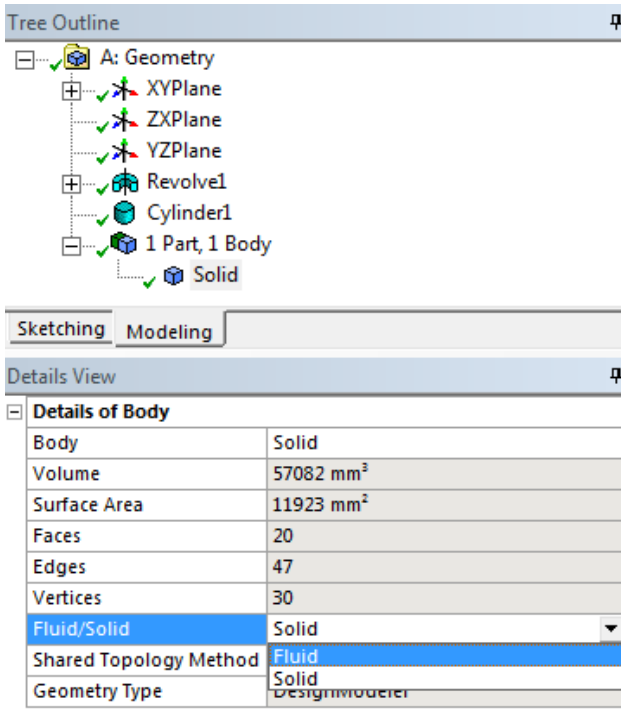 Tree Outline
A: Geometry
XYPlane
ZXPlane
YZPlane
Revolve1
Cylinder1
1 Part, 1 Body
Solid
Sketching Modeling
Details View
Details of Body
Body Solid
Volume 57082 mm³
Surface Area 11923 mm²
Faces 20
Edges 47
Vertices 30
Fluid/Solid Solid
Shared Topology Method Fluid
Solid
Geometry Type DesignModeler